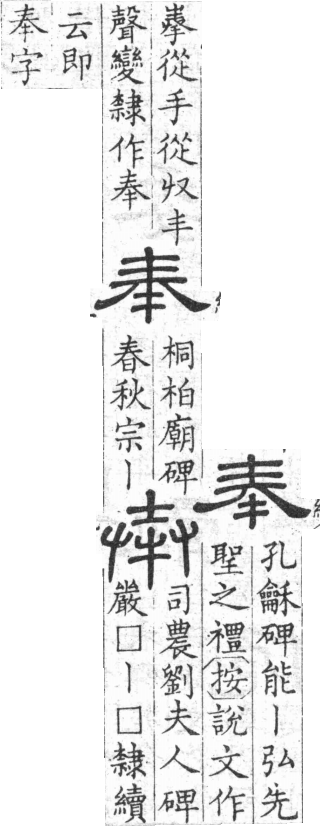 奉
孔龢碑能丨弘先
聖之禮按說文作
從手從収丰
聲變隸作奉
奉
桐柏廟碑
春秋宗丨
司農劉夫人碑
嚴□丨□隸續
云即
奉字